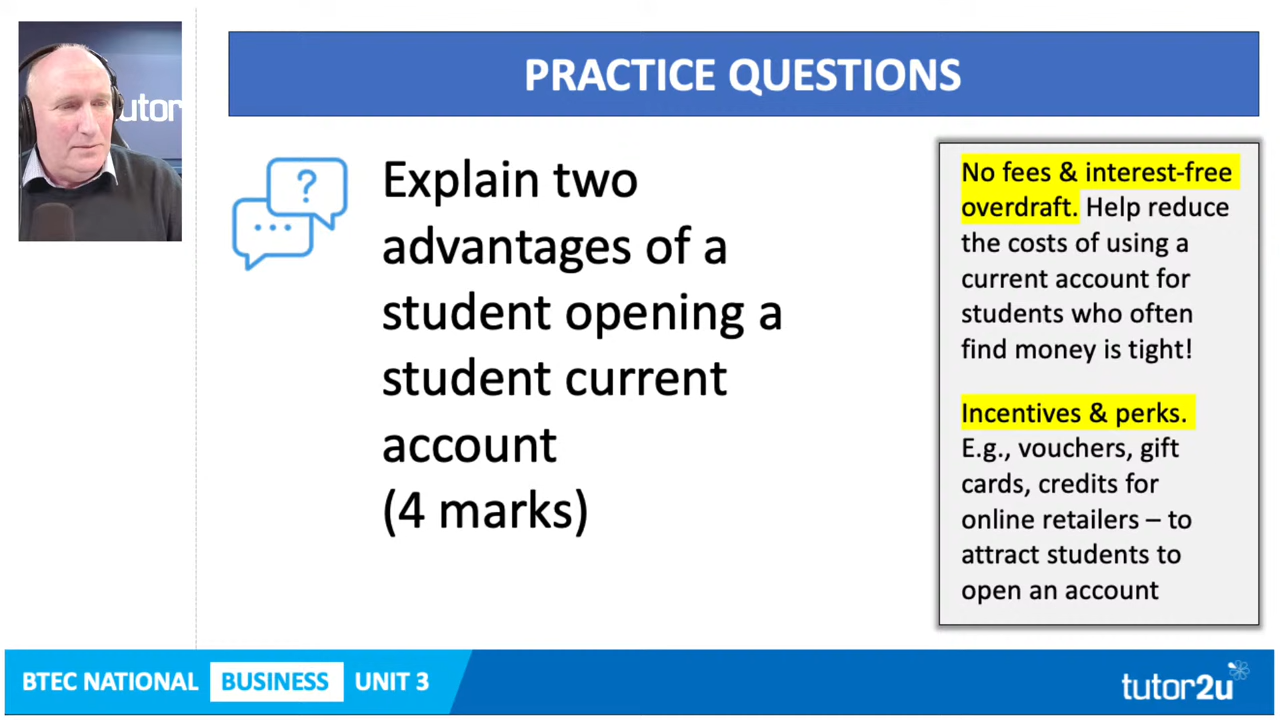 PRACTICE QUESTIONS
utor
?
Explain two
advantages of a
student opening a
student current
account
(4 marks)
No fees & interest-free
overdraft. Help reduce
the costs of using a
current account for
students who often
find money is tight!
Incentives & perks.
E.g., vouchers, gift
cards, credits for
online retailers – to
attract students to
open an account
BTEC NATIONAL BUSINESS UNIT 3
tutor2u